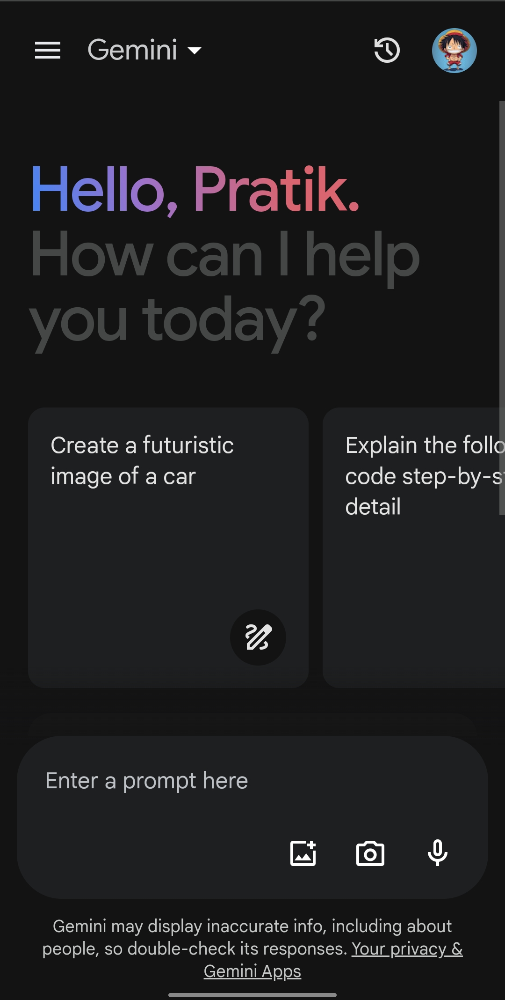 Gemini
Hello, Pratik.
How can I help
you today?
Create a futuristic
image of a car
Explain the
code step-by-
detail
Enter a prompt here
Gemini may display inaccurate info, including about
people, so double-check its responses. Your privacy &
Gemini Apps